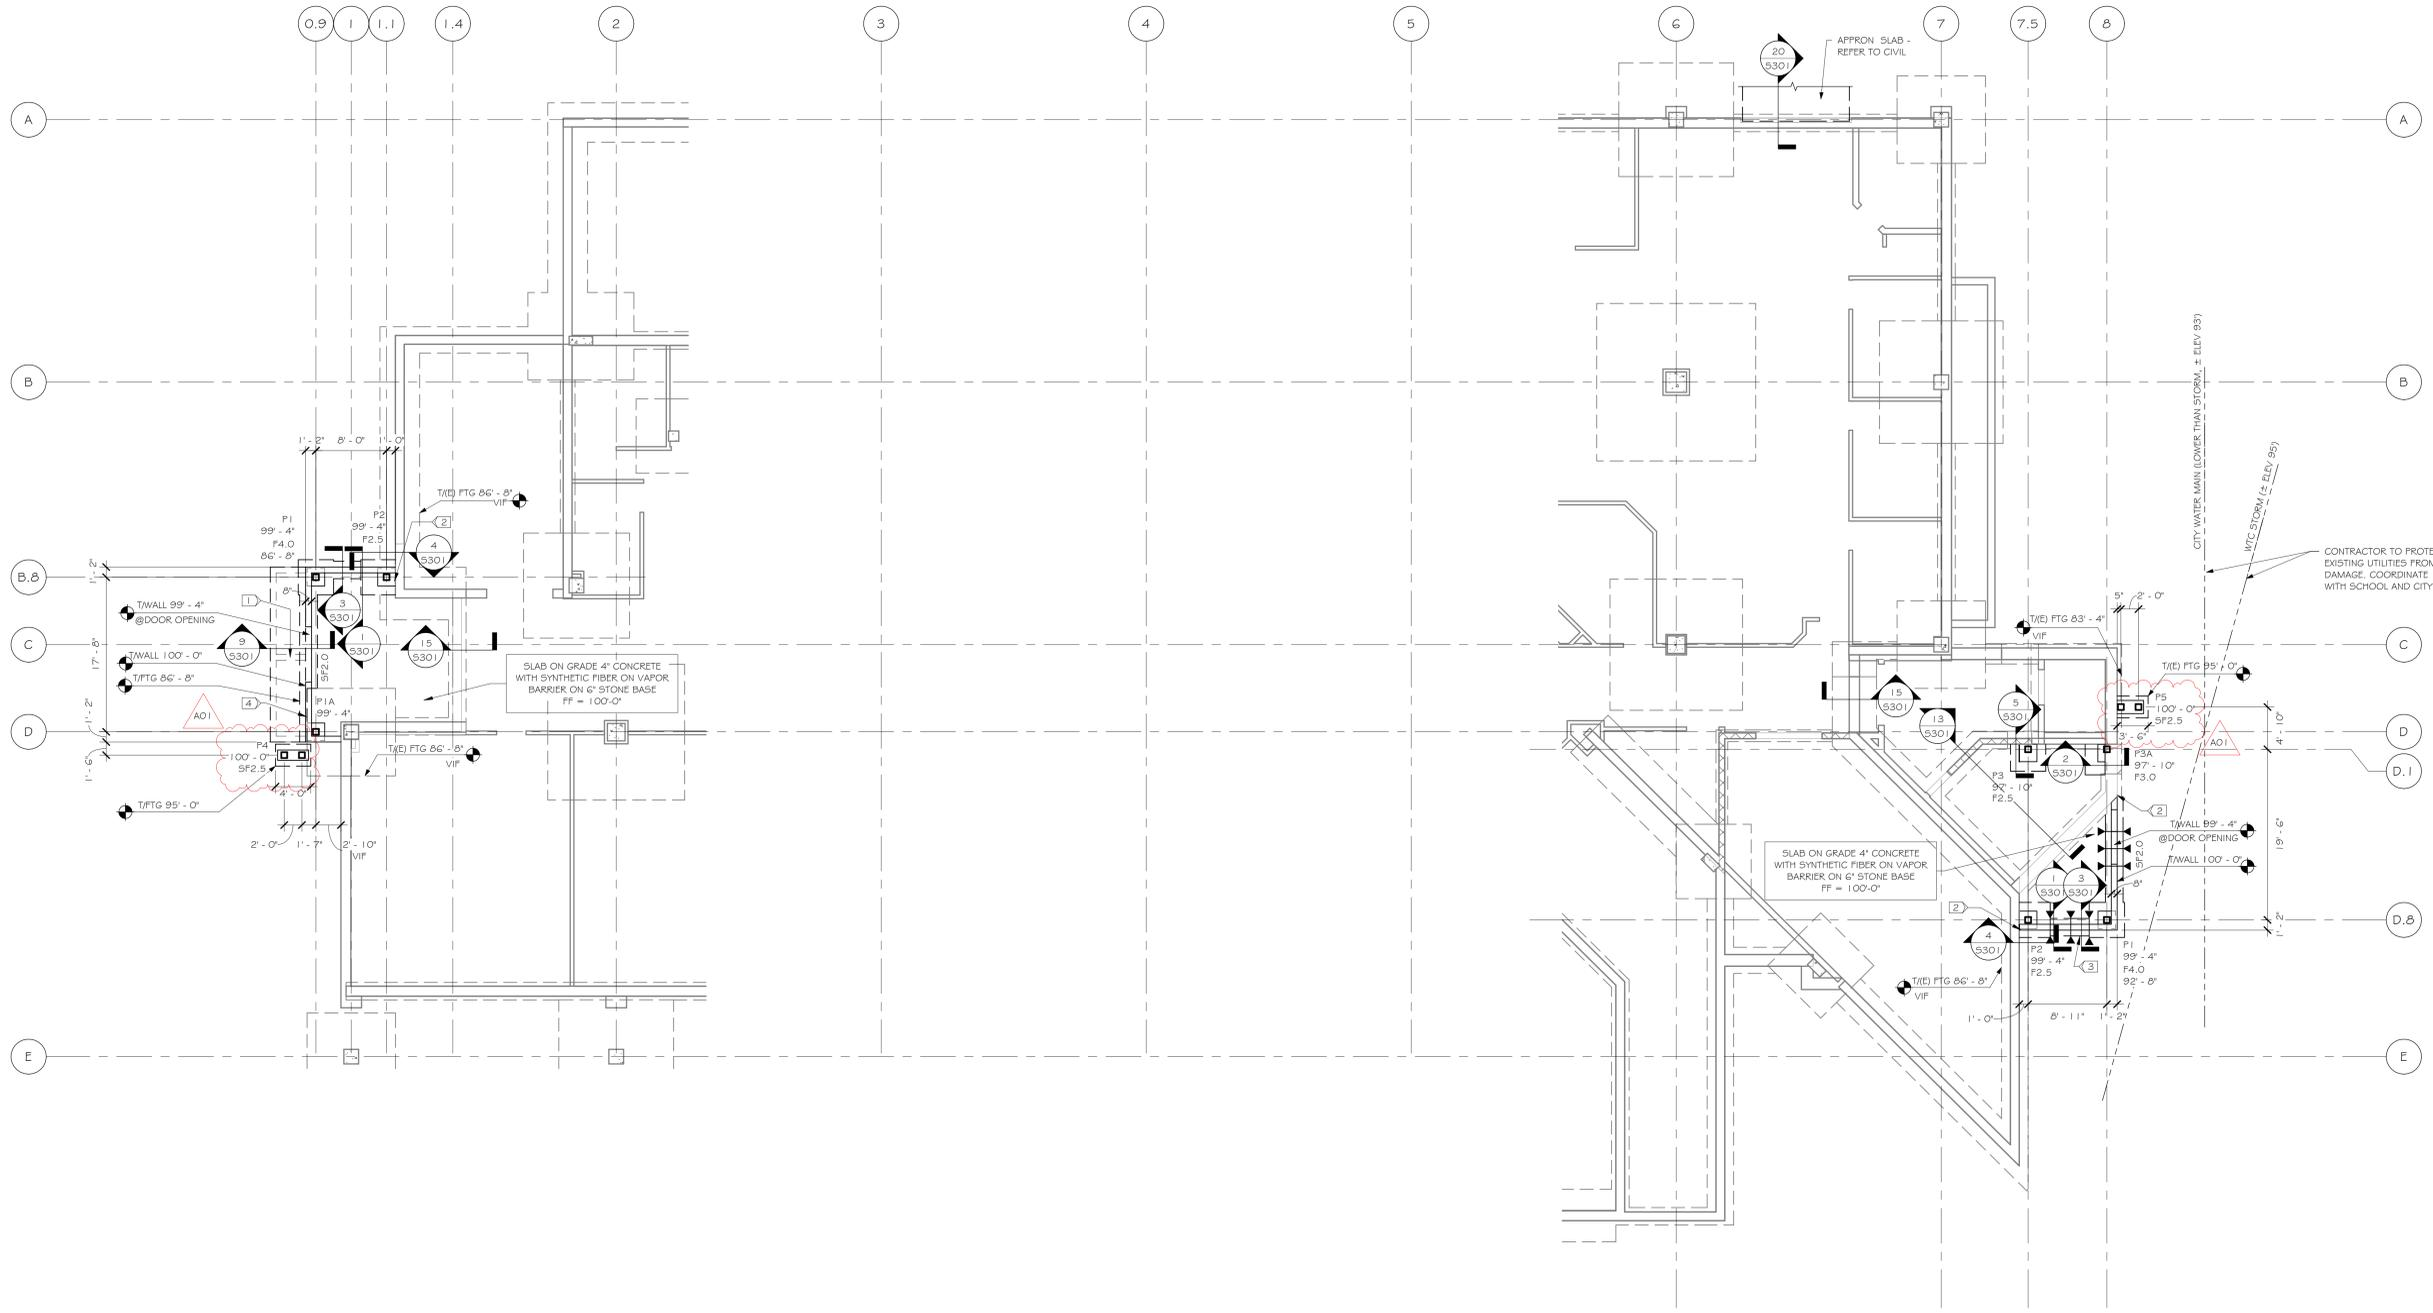 0.9
1
1.1
1.4
2
3
4
5
6
7
7.5
8
20
S301
APPRON SLAB -
REFER TO CIVIL
A
A
B
B
1' - 2"
8' - 0"
1' - 0"
T/(E) FTG 86' - 8"
VIF
P1
99' - 4"
F4.0
86' - 8"
P2
99' - 4"
F2.5
2
4
S301
B.8
1' - 2"
17' - 8"
1' - 2"
1' - 6"
8"
1
T/WALL 99' - 4"
@DOOR OPENING
3
S301
9
S301
1
S301
15
S301
C
T/WALL 100' - 0"
T/FTG 86' - 8"
SF2.0
4
P1A
99' - 4"
A01
SLAB ON GRADE 4" CONCRETE
WITH SYNTHETIC FIBER ON VAPOR
BARRIER ON 6" STONE BASE
FF = 100'-0"
D
P4
100' - 0"
SF2.5
T/(E) FTG 86' - 8"
VIF
4' - 0"
T/FTG 95' - 0"
2' - 0"
1' - 7"
2' - 10"
VIF
E
CITY WATER MAIN (LOWER THAN STORM, ± ELEV 93')
WTC STORM (± ELEV 95')
CONTRACTOR TO PROTE
EXISTING UTILITIES FROM
DAMAGE. COORDINATE
WITH SCHOOL AND CITY
5"
2' - 0"
T/(E) FTG 83' - 4"
VIF
C
T/(E) FTG 95' - 0"
P5
100' - 0"
SF2.5
15
S301
13
S301
5
S301
3' - 6"
A01
4' - 10"
D
D.1
P3A
97' - 10"
F3.0
2
S301
P3
97' - 10"
F2.5
2
T/WALL 99' - 4"
@DOOR OPENING
SF2.0
T/WALL 100' - 0"
8"
19' - 6"
SLAB ON GRADE 4" CONCRETE
WITH SYNTHETIC FIBER ON VAPOR
BARRIER ON 6" STONE BASE
FF = 100'-0"
1
S301
3
S301
2
D.8
1' - 2"
4
S301
P2
99' - 4"
F2.5
3
P1
99' - 4"
F4.0
92' - 8"
T/(E) FTG 86' - 8"
VIF
1' - 0"
8' - 11"
1' - 2"
E